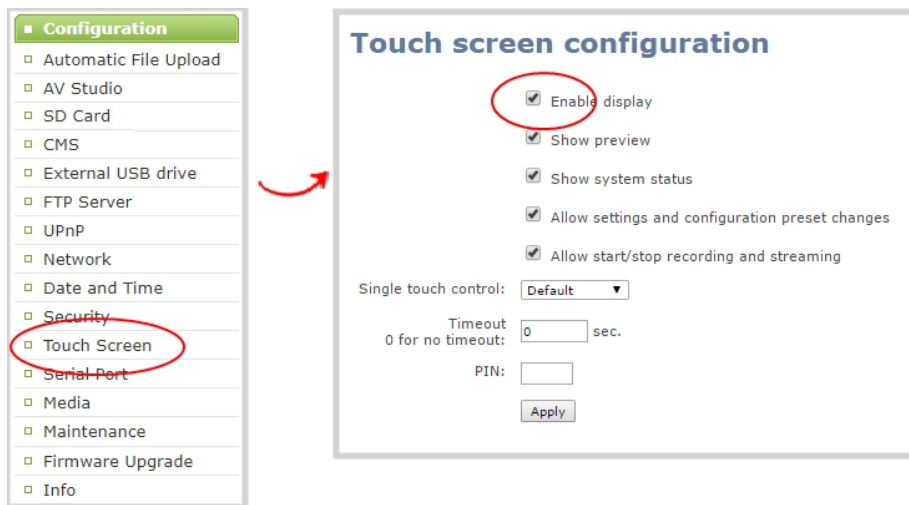 Configuration
Automatic File Upload
AV Studio
SD Card
CMS
External USB drive
FTP Server
UPnP
Network
Date and Time
Security
Touch Screen
Serial Port
Media
Maintenance
Firmware Upgrade
Info
Touch screen configuration
Enable display
Show preview
Show system status
Allow settings and configuration preset changes
Allow start/stop recording and streaming
Single touch control: Default
Timeout
0 for no timeout: 0 sec.
PIN:
Apply